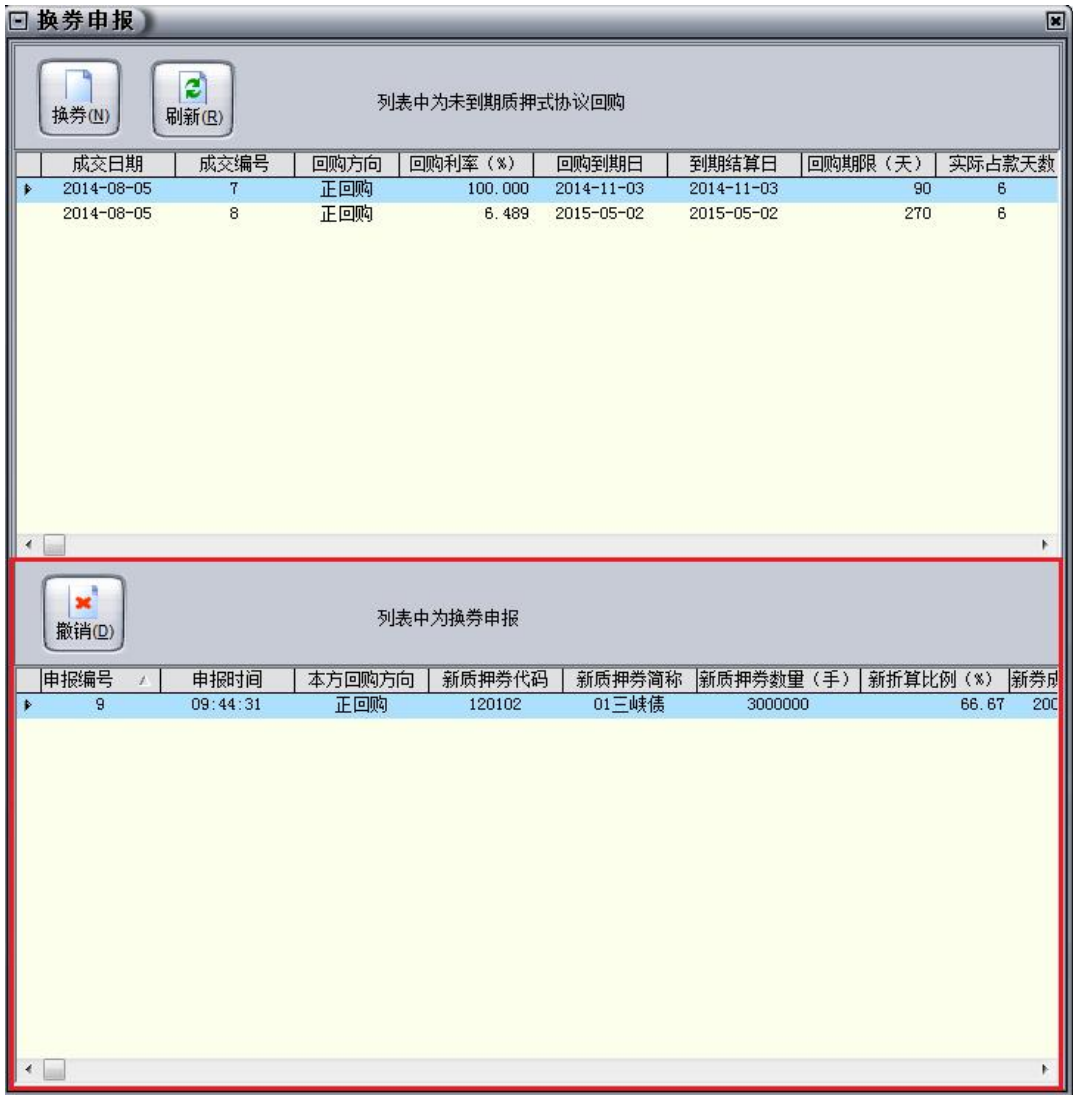 换券申报
换券(N) 刷新(R) 列表中为未到期质押式协议回购
成交日期 成交编号 回购方向 回购利率（%） 回购到期日 到期结算日 回购期限（天） 实际占款天数
2014-08-05 7 正回购 100.000 2014-11-03 2014-11-03 90 6
2014-08-05 8 正回购 6.489 2015-05-02 2015-05-02 270 6
撤销(D) 列表中为换券申报
申报编号 申报时间 本方回购方向 新质押券代码 新质押券简称 新质押券数量（手） 新折算比例（%） 新券成
9 09:44:31 正回购 120102 01三峡债 3000000 66.67 200